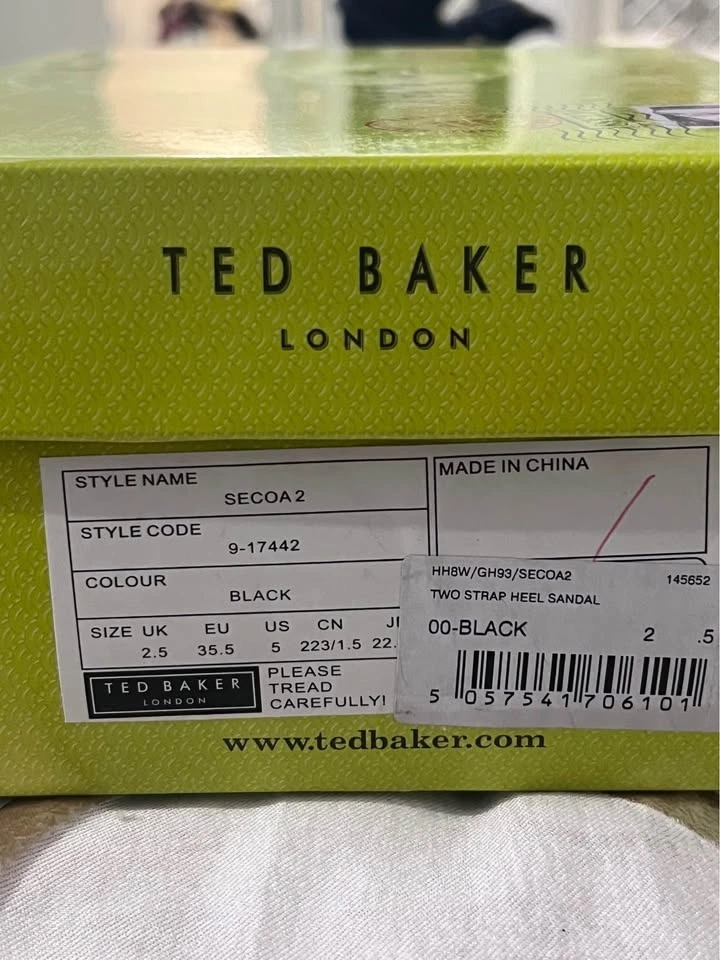 TED BAKER
LONDON
STYLE NAME
SECOA 2
STYLE CODE
9-17442
COLOUR
BLACK
SIZE UK EU US CN
2.5 35.5 5 223/1.5 22.
TED BAKER
LONDON
PLEASE
TREAD
CAREFULLY!
MADE IN CHINA
HH8W/GH93/SECOA2 145652
TWO STRAP HEEL SANDAL
00-BLACK 2 .5
5 057541 706101
www.tedbaker.com